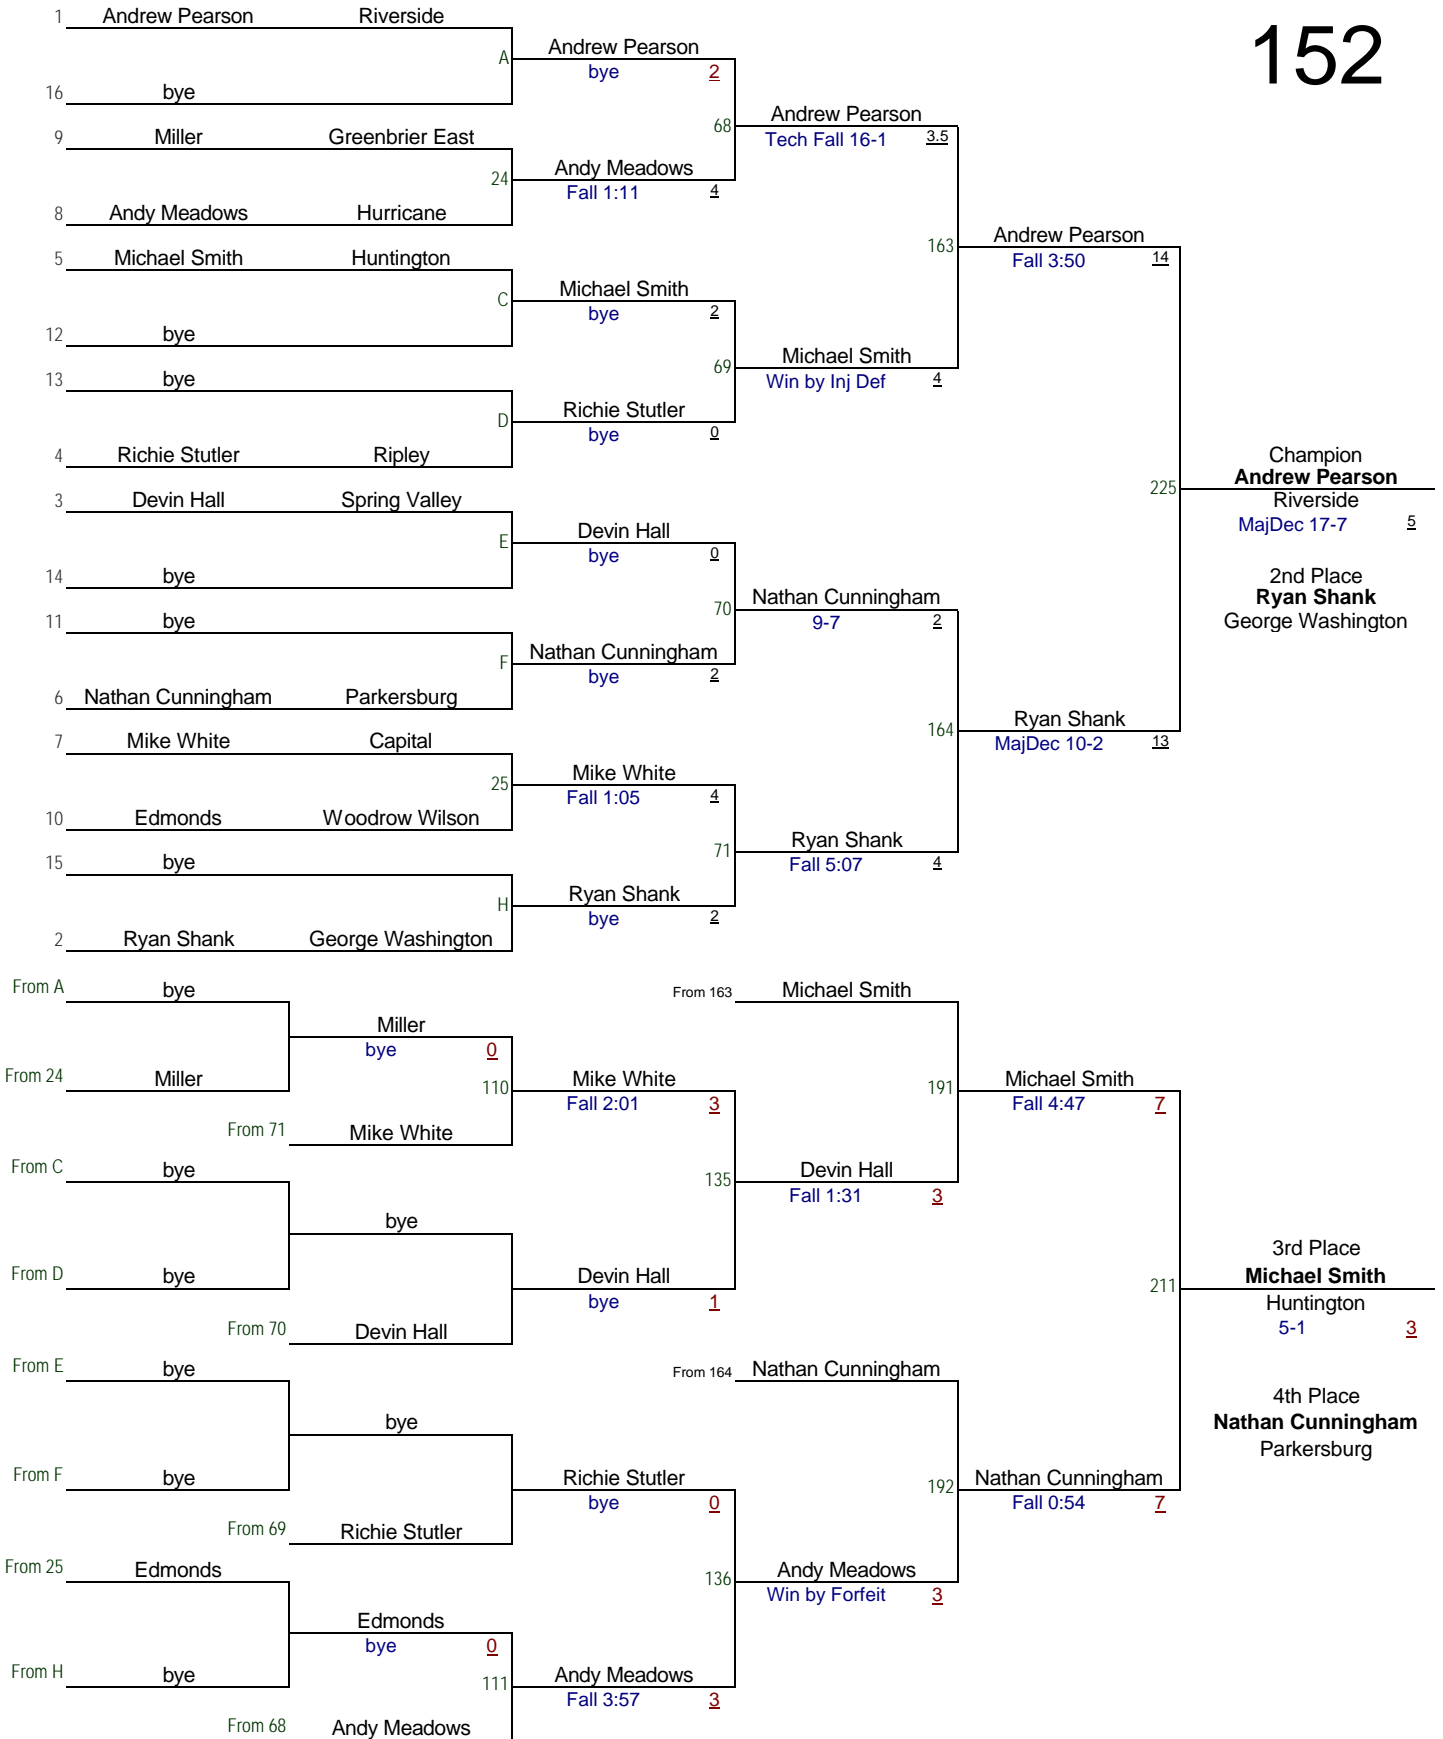 152
1 Andrew Pearson Riverside
A Andrew Pearson
bye 2
16 bye
68 Andrew Pearson
Tech Fall 16-1 3.5
9 Miller Greenbrier East
24 Andy Meadows
Fall 1:11 4
8 Andy Meadows Hurricane
163 Andrew Pearson
Fall 3:50 14
5 Michael Smith Huntington
C Michael Smith
bye 2
12 bye
69 Michael Smith
Win by Inj Def 4
13 bye
D Richie Stutler
bye 0
4 Richie Stutler Ripley
225 Champion
Andrew Pearson
Riverside
MajDec 17-7 5
2nd Place
Ryan Shank
George Washington
3 Devin Hall Spring Valley
E Devin Hall
bye 0
14 bye
70 Nathan Cunningham
9-7 2
11 bye
F Nathan Cunningham
bye 2
6 Nathan Cunningham Parkersburg
164 Ryan Shank
MajDec 10-2 13
7 Mike White Capital
25 Mike White
Fall 1:05 4
10 Edmonds Woodrow Wilson
71 Ryan Shank
Fall 5:07 4
15 bye
H Ryan Shank
bye 2
2 Ryan Shank George Washington
From A bye
From 163 Michael Smith
Miller
bye 0
From 24 Miller
110 Mike White
Fall 2:01 3
191 Michael Smith
Fall 4:47 7
From 71 Mike White
From C bye
135 Devin Hall
Fall 1:31 3
bye
From D bye
Devin Hall
bye 1
From 70 Devin Hall
211 3rd Place
Michael Smith
Huntington
5-1 3
From E bye
From 164 Nathan Cunningham
4th Place
Nathan Cunningham
Parkersburg
bye
From F bye
Richie Stutler
bye 0
192 Nathan Cunningham
Fall 0:54 7
From 69 Richie Stutler
From 25 Edmonds
136 Andy Meadows
Win by Forfeit 3
Edmonds
bye 0
From H bye
111 Andy Meadows
Fall 3:57 3
From 68 Andy Meadows